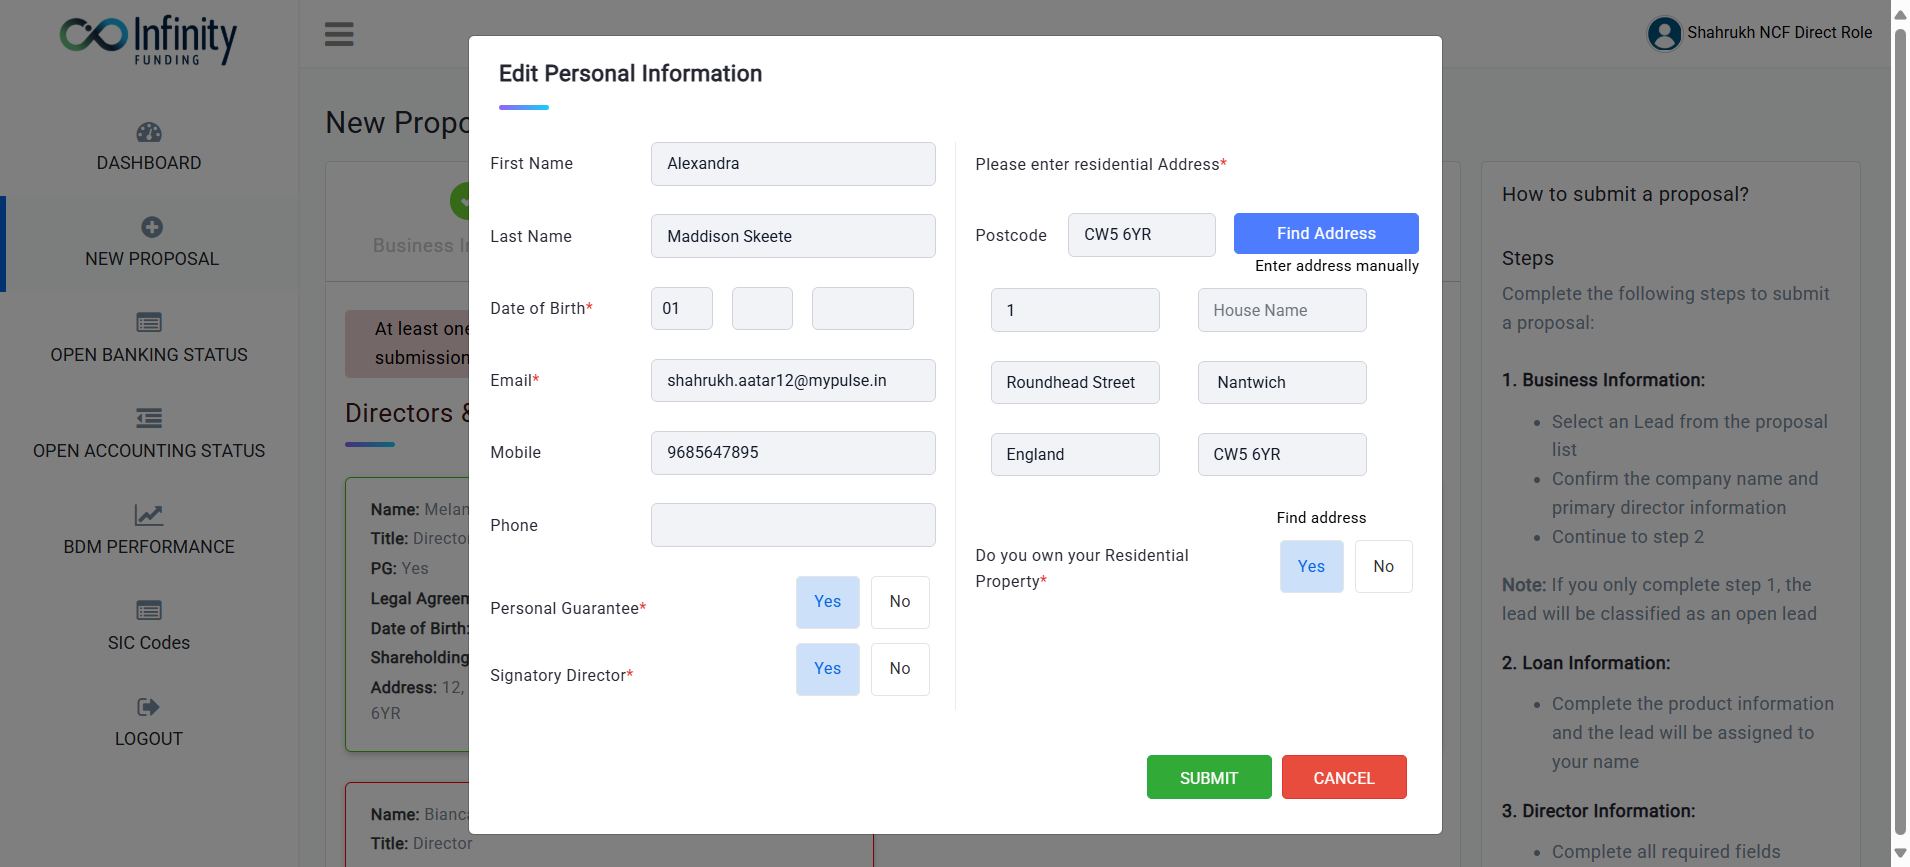 Infinity
FUNDING
DASHBOARD
NEW PROPOSAL
OPEN BANKING STATUS
OPEN ACCOUNTING STATUS
BDM PERFORMANCE
SIC Codes
LOGOUT
Shahrukh NCF Direct Role
New Propo
Business I
At least one
submission
Directors &
Name: Melan
Title: Director
PG: Yes
Legal Agreem
Date of Birth:
Shareholding
Address: 12,
6YR
Name: Bianca
Title: Director
Edit Personal Information
First Name
Alexandra
Last Name
Maddison Skeete
Date of Birth*
01
Email*
shahrukh.aatar12@mypulse.in
Mobile
9685647895
Phone
Personal Guarantee*
Yes
No
Signatory Director*
Yes
No
Please enter residential Address*
Postcode
CW5 6YR
Find Address
Enter address manually
1
House Name
Roundhead Street
Nantwich
England
CW5 6YR
Find address
Do you own your Residential
Property*
Yes
No
SUBMIT
CANCEL
How to submit a proposal?
Steps
Complete the following steps to submit
a proposal:
1. Business Information:
• Select an Lead from the proposal
list
• Confirm the company name and
primary director information
• Continue to step 2
Note: If you only complete step 1, the
lead will be classified as an open lead
2. Loan Information:
• Complete the product information
and the lead will be assigned to
your name
3. Director Information:
• Complete all required fields